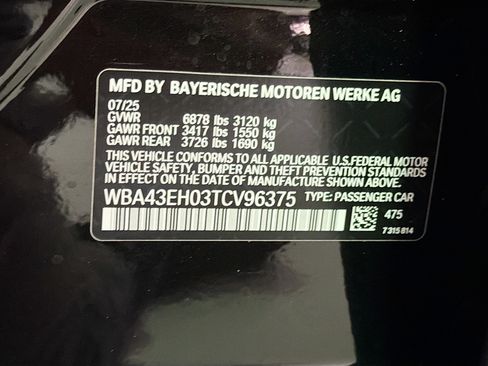 MFD BY BAYERISCHE MOTOREN WERKE AG
07/25
GVWR 6878 lbs 3120 kg
GAWR FRONT 3417 lbs 1550 kg
GAWR REAR 3726 lbs 1690 kg
THIS VEHICLE CONFORMS TO ALL APPLICABLE U.S.FEDERAL MOTOR
VEHICLE SAFETY, BUMPER AND THEFT PREVENTION STANDARDS
IN EFFECT ON THE DATE OF MANUFACTURE SHOWN ABOVE.
WBA43EH03TCV96375 TYPE: PASSENGER CAR
475
7315814